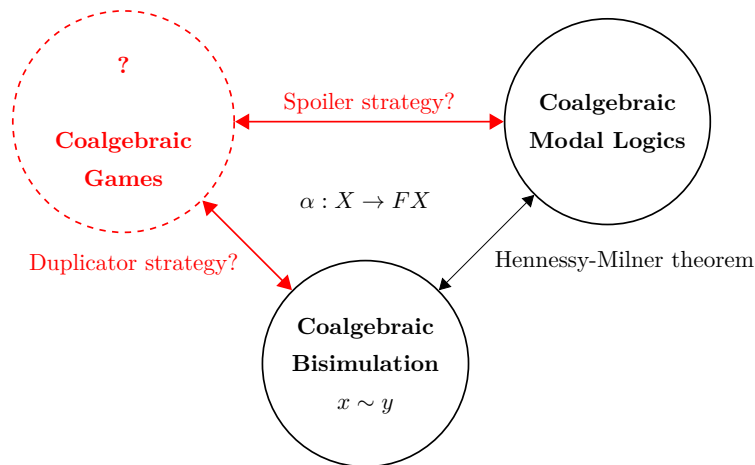 ?
Coalgebraic
Games
Spoiler strategy?
Coalgebraic
Modal Logics
α : X → FX
Duplicator strategy?
Hennessy-Milner theorem
Coalgebraic
Bisimulation
x ∼ y